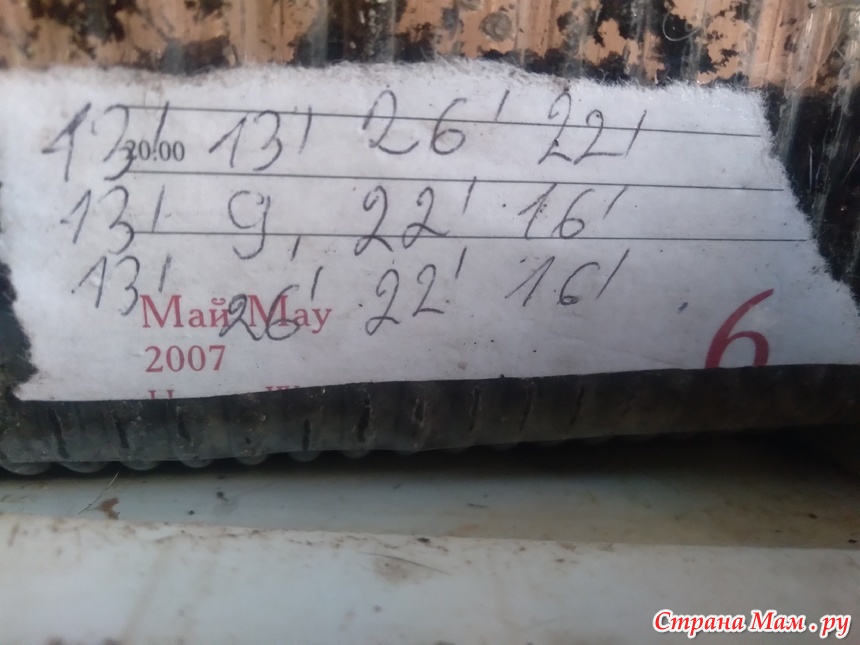 20:00
13' 13' 26' 22'
13' 9, 22' 16'
13' 26' 22' 16'
Май May
2007
6
Страна Мам.ру